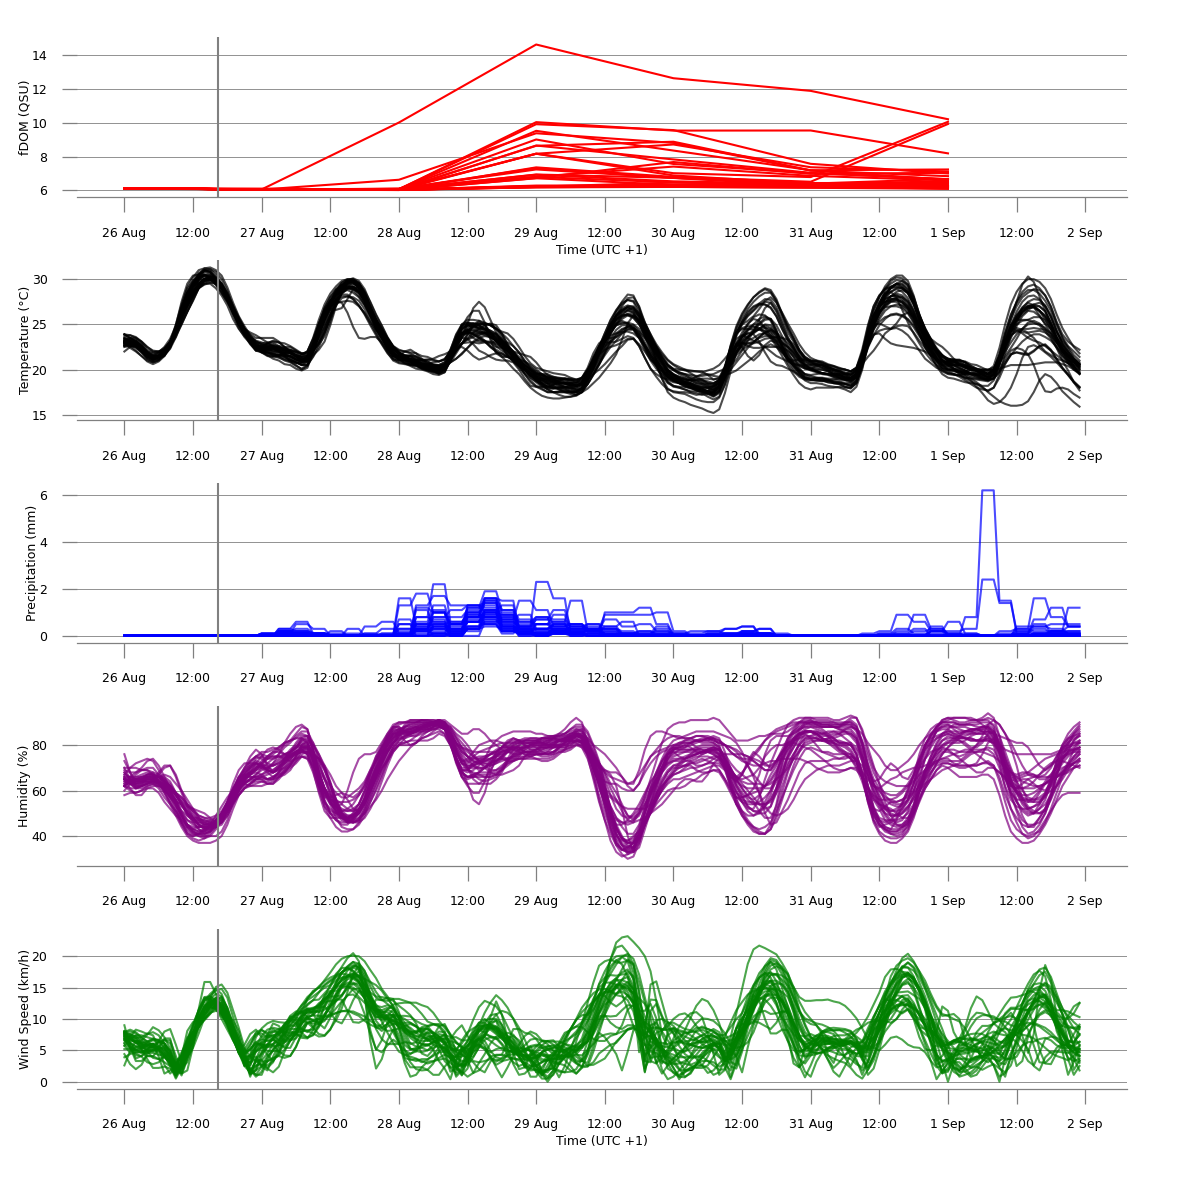 fDOM (QSU)
14
12
10
8
6
26 Aug 12:00 27 Aug 12:00 28 Aug 12:00 29 Aug 12:00 30 Aug 12:00 31 Aug 12:00 1 Sep 12:00 2 Sep
Time (UTC +1)
Temperature (°C)
30
25
20
15
26 Aug 12:00 27 Aug 12:00 28 Aug 12:00 29 Aug 12:00 30 Aug 12:00 31 Aug 12:00 1 Sep 12:00 2 Sep
Precipitation (mm)
6
4
2
0
26 Aug 12:00 27 Aug 12:00 28 Aug 12:00 29 Aug 12:00 30 Aug 12:00 31 Aug 12:00 1 Sep 12:00 2 Sep
Humidity (%)
80
60
40
26 Aug 12:00 27 Aug 12:00 28 Aug 12:00 29 Aug 12:00 30 Aug 12:00 31 Aug 12:00 1 Sep 12:00 2 Sep
Wind Speed (km/h)
20
15
10
5
0
26 Aug 12:00 27 Aug 12:00 28 Aug 12:00 29 Aug 12:00 30 Aug 12:00 31 Aug 12:00 1 Sep 12:00 2 Sep
Time (UTC +1)